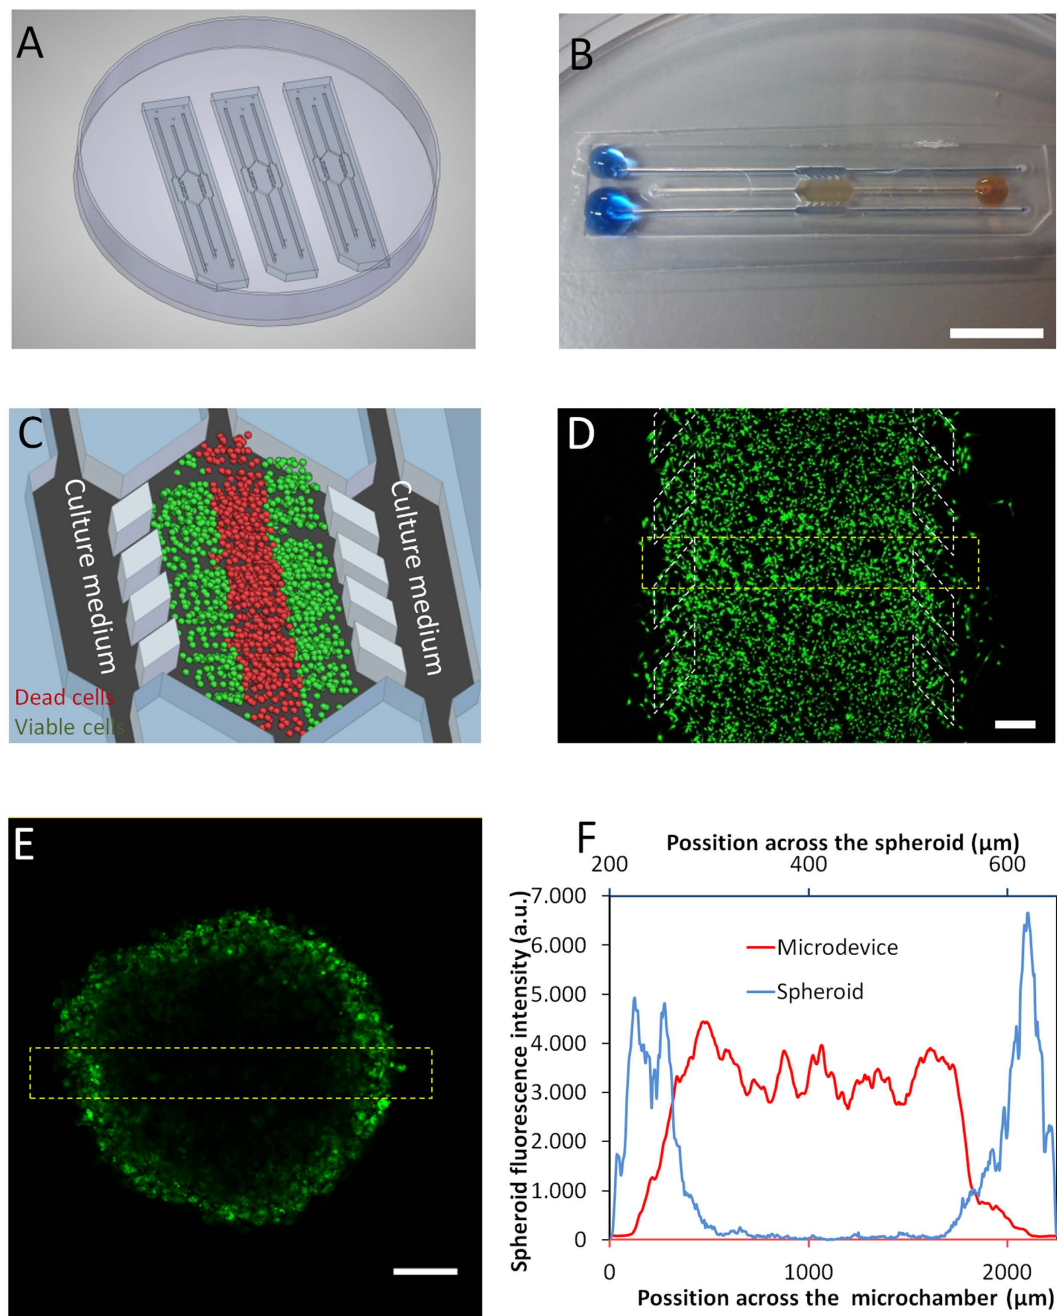 A
B
C
Culture medium
Culture medium
Dead cells
Viable cells
D
E
F
Possition across the spheroid (µm)
200
400
600
Spheroid fluorescence intensity (a.u.)
7.000
6.000
5.000
4.000
3.000
2.000
1.000
0
Microdevice
Spheroid
0
1000
2000
Possition across the microchamber (µm)